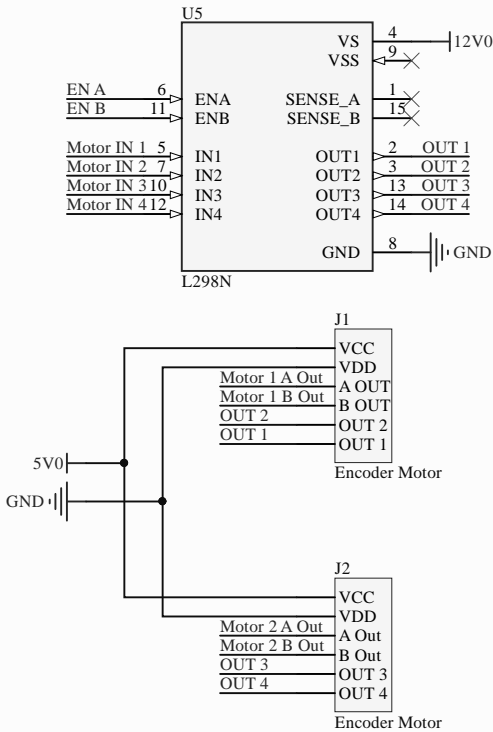 U5
VS 4 12V0
VSS 9
EN A 6 ENA SENSE_A 1
EN B 11 ENB SENSE_B 15
Motor IN 1 5 IN1 OUT1 2 OUT 1
Motor IN 2 7 IN2 OUT2 3 OUT 2
Motor IN 3 10 IN3 OUT3 13 OUT 3
Motor IN 4 12 IN4 OUT4 14 OUT 4
GND 8 GND
L298N
J1
VCC
VDD
Motor 1 A Out A OUT
Motor 1 B Out B OUT
OUT 2 OUT 2
OUT 1 OUT 1
5V0
Encoder Motor
GND
J2
VCC
VDD
Motor 2 A Out A Out
Motor 2 B Out B Out
OUT 3 OUT 3
OUT 4 OUT 4
Encoder Motor